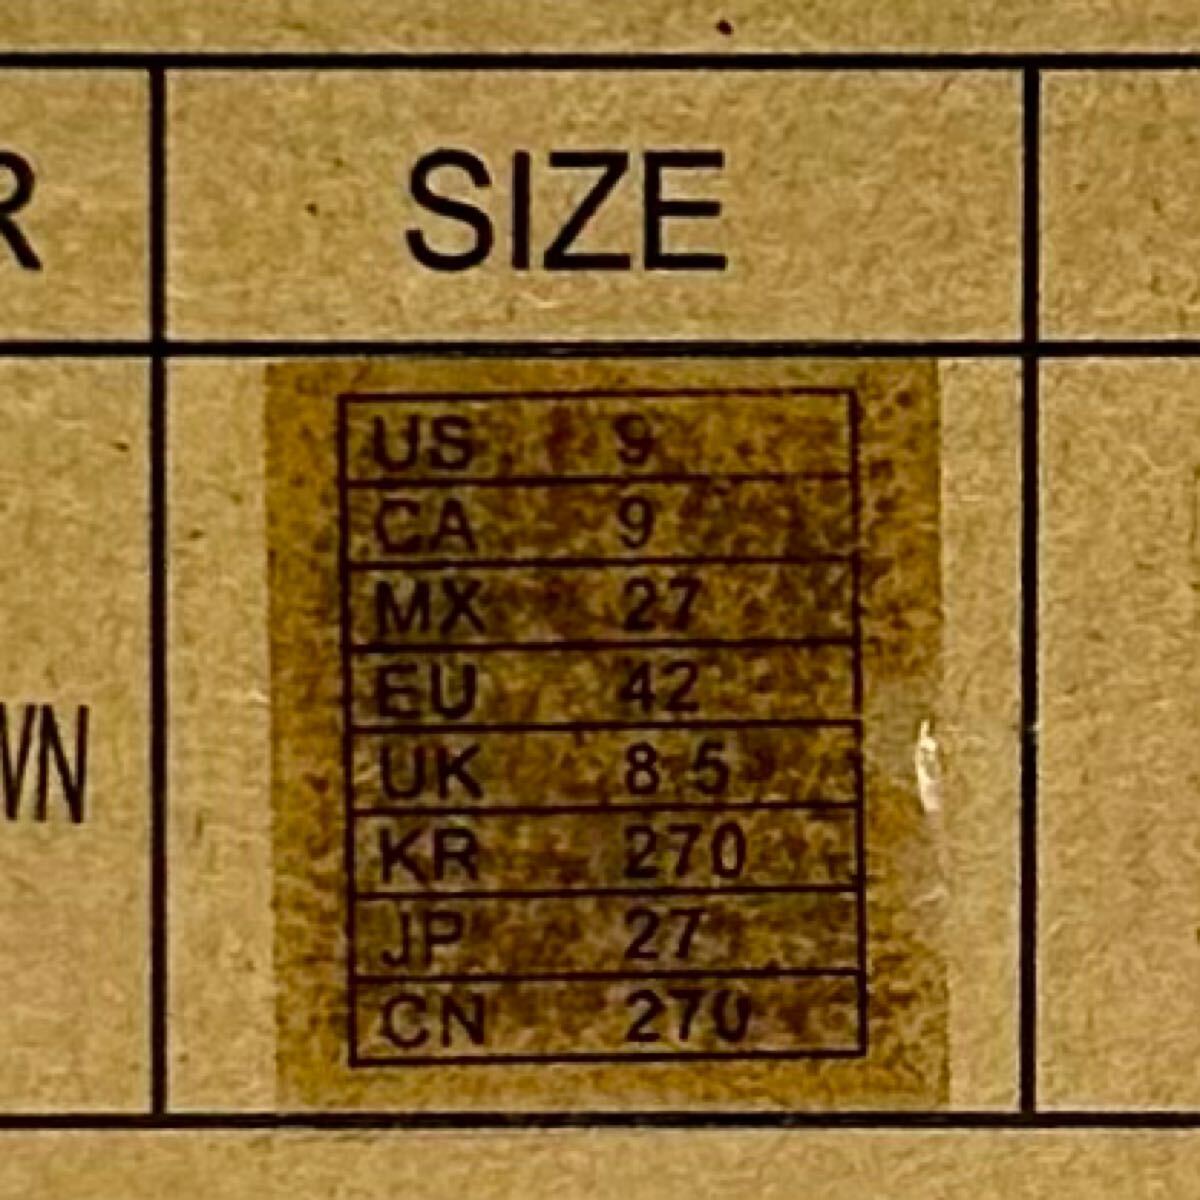 R SIZE
US 9
CA 9
MX 27
EU 42
WN
UK 8.5
KR 270
JP 27
CN 270